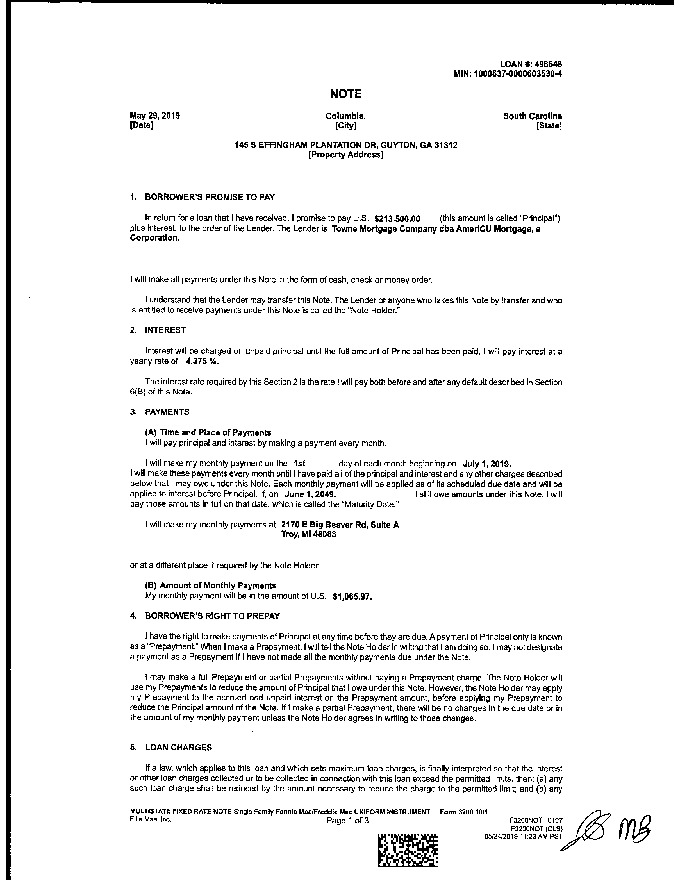 LOAN #: 498648
MIN: 1000837-0000603539-4
NOTE
May 29, 2019 Columbia, South Carolina
[Date] [City] [State]
145 S EFFINGHAM PLANTATION DR, GUYTON, GA 31312
[Property Address]
1. BORROWER'S PROMISE TO PAY
In return for a loan that I have received, I promise to pay U.S. $213,500.00 (this amount is called "Principal")
plus interest, to the order of the Lender. The Lender is Towne Mortgage Company dba AmeriCU Mortgage, a
Corporation.
I will make all payments under this Note in the form of cash, check or money order.
I understand that the Lender may transfer this Note. The Lender or anyone who takes this Note by transfer and who
is entitled to receive payments under this Note is called the "Note Holder."
2. INTEREST
Interest will be charged on unpaid principal until the full amount of Principal has been paid. I will pay interest at a
yearly rate of 4.375 %.
The interest rate required by this Section 2 is the rate I will pay both before and after any default described in Section
6(B) of this Note.
3. PAYMENTS
(A) Time and Place of Payments
I will pay principal and interest by making a payment every month.
I will make my monthly payment on the 1st day of each month beginning on July 1, 2019.
I will make these payments every month until I have paid all of the principal and interest and any other charges described
below that I may owe under this Note. Each monthly payment will be applied as of its scheduled due date and will be
applied to interest before Principal. If, on June 1, 2049, I still owe amounts under this Note, I will
pay those amounts in full on that date, which is called the "Maturity Date."
I will make my monthly payments at 2170 E Big Beaver Rd, Suite A
Troy, MI 48083
or at a different place if required by the Note Holder.
(B) Amount of Monthly Payments
My monthly payment will be in the amount of U.S. $1,065.97.
4. BORROWER'S RIGHT TO PREPAY
I have the right to make payments of Principal at any time before they are due. A payment of Principal only is known
as a "Prepayment." When I make a Prepayment, I will tell the Note Holder in writing that I am doing so. I may not designate
a payment as a Prepayment if I have not made all the monthly payments due under the Note.
I may make a full Prepayment or partial Prepayments without paying a Prepayment charge. The Note Holder will
use my Prepayments to reduce the amount of Principal that I owe under this Note. However, the Note Holder may apply
my Prepayment to the accrued and unpaid interest on the Prepayment amount, before applying my Prepayment to
reduce the Principal amount of the Note. If I make a partial Prepayment, there will be no changes in the due date or in
the amount of my monthly payment unless the Note Holder agrees in writing to those changes.
5. LOAN CHARGES
If a law, which applies to this loan and which sets maximum loan charges, is finally interpreted so that the interest
or other loan charges collected or to be collected in connection with this loan exceed the permitted limits, then: (a) any
such loan charge shall be reduced by the amount necessary to reduce the charge to the permitted limit; and (b) any
MULTISTATE FIXED RATE NOTE Single Family Fannie Mae/Freddie Mac UNIFORM INSTRUMENT Form 3200 1/01
Ellie Mae, Inc. Page 1 of 3 F3200NOT 0197
F3200NOT (CLS)
05/24/2019 11:23 AM PST
MB